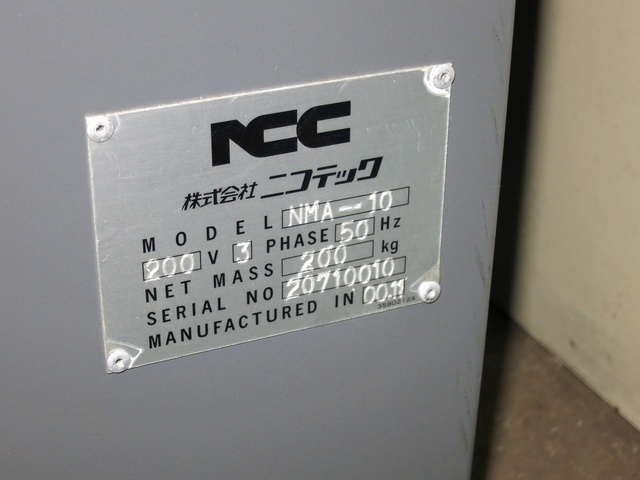 NCC
株式会社 ニコテック
MODEL NMA-10
200 V 3 PHASE 50 Hz
NET MASS 200 kg
SERIAL NO 20710010
MANUFACTURED IN 00.11
3580212A